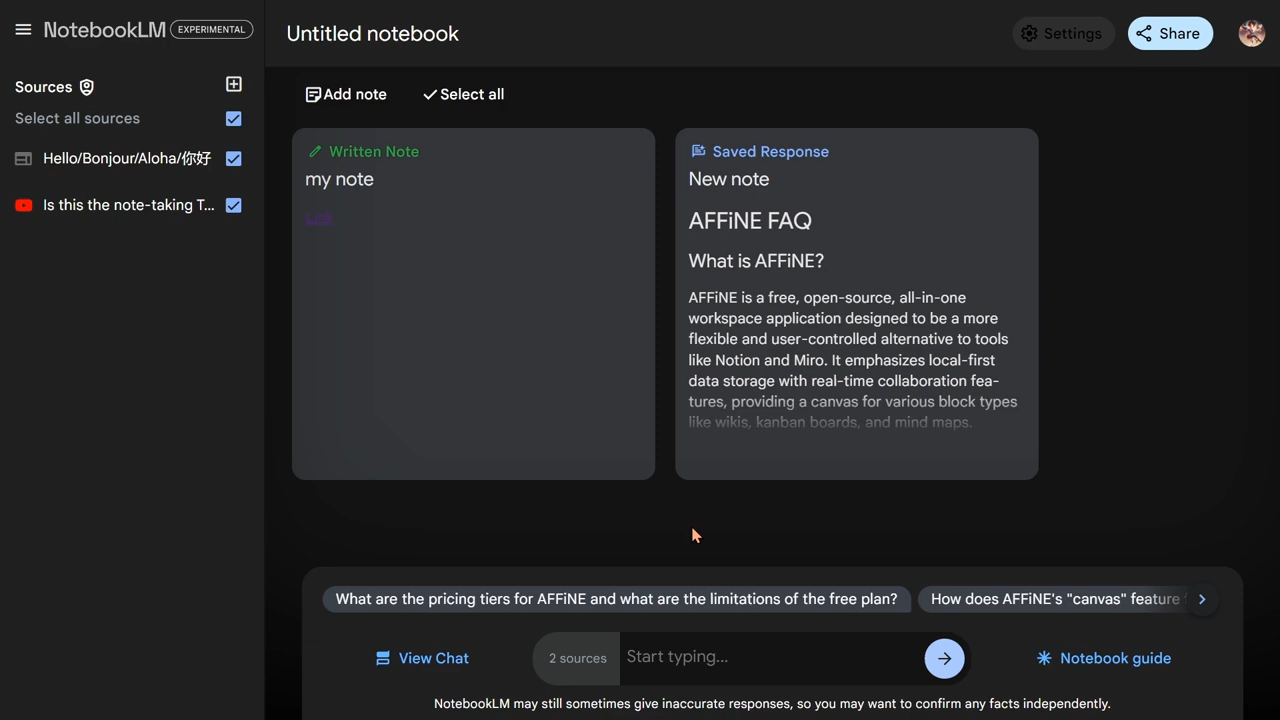 NotebookLM EXPERIMENTAL
Untitled notebook
Settings
Share
Sources
Select all sources
Hello/Bonjour/Aloha/你好
Is this the note-taking T...
Add note
Select all
Written Note
my note
Saved Response
New note
AFFiNE FAQ
What is AFFiNE?
AFFiNE is a free, open-source, all-in-one
workspace application designed to be a more
flexible and user-controlled alternative to tools
like Notion and Miro. It emphasizes local-first
data storage with real-time collaboration fea-
tures, providing a canvas for various block types
like wikis, kanban boards, and mind maps.
What are the pricing tiers for AFFiNE and what are the limitations of the free plan?
How does AFFiNE's "canvas" feature
View Chat
2 sources
Start typing...
Notebook guide
NotebookLM may still sometimes give inaccurate responses, so you may want to confirm any facts independently.